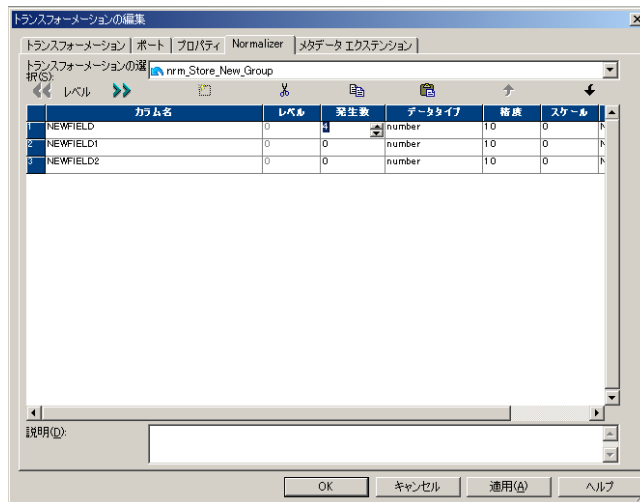 トランスフォーメーションの編集
トランスフォーメーション ポート プロパティ Normalizer メタデータ エクステンション
トランスフォーメーションの選択(S): nrm_Store_New_Group
レベル
カラム名 レベル 発生数 データタイプ 精度 スケール
1 NEWFIELD 0 4 number 10 0 N
2 NEWFIELD1 0 0 number 10 0 N
3 NEWFIELD2 0 0 number 10 0 N
説明(D):
OK キャンセル 適用(A) ヘルプ